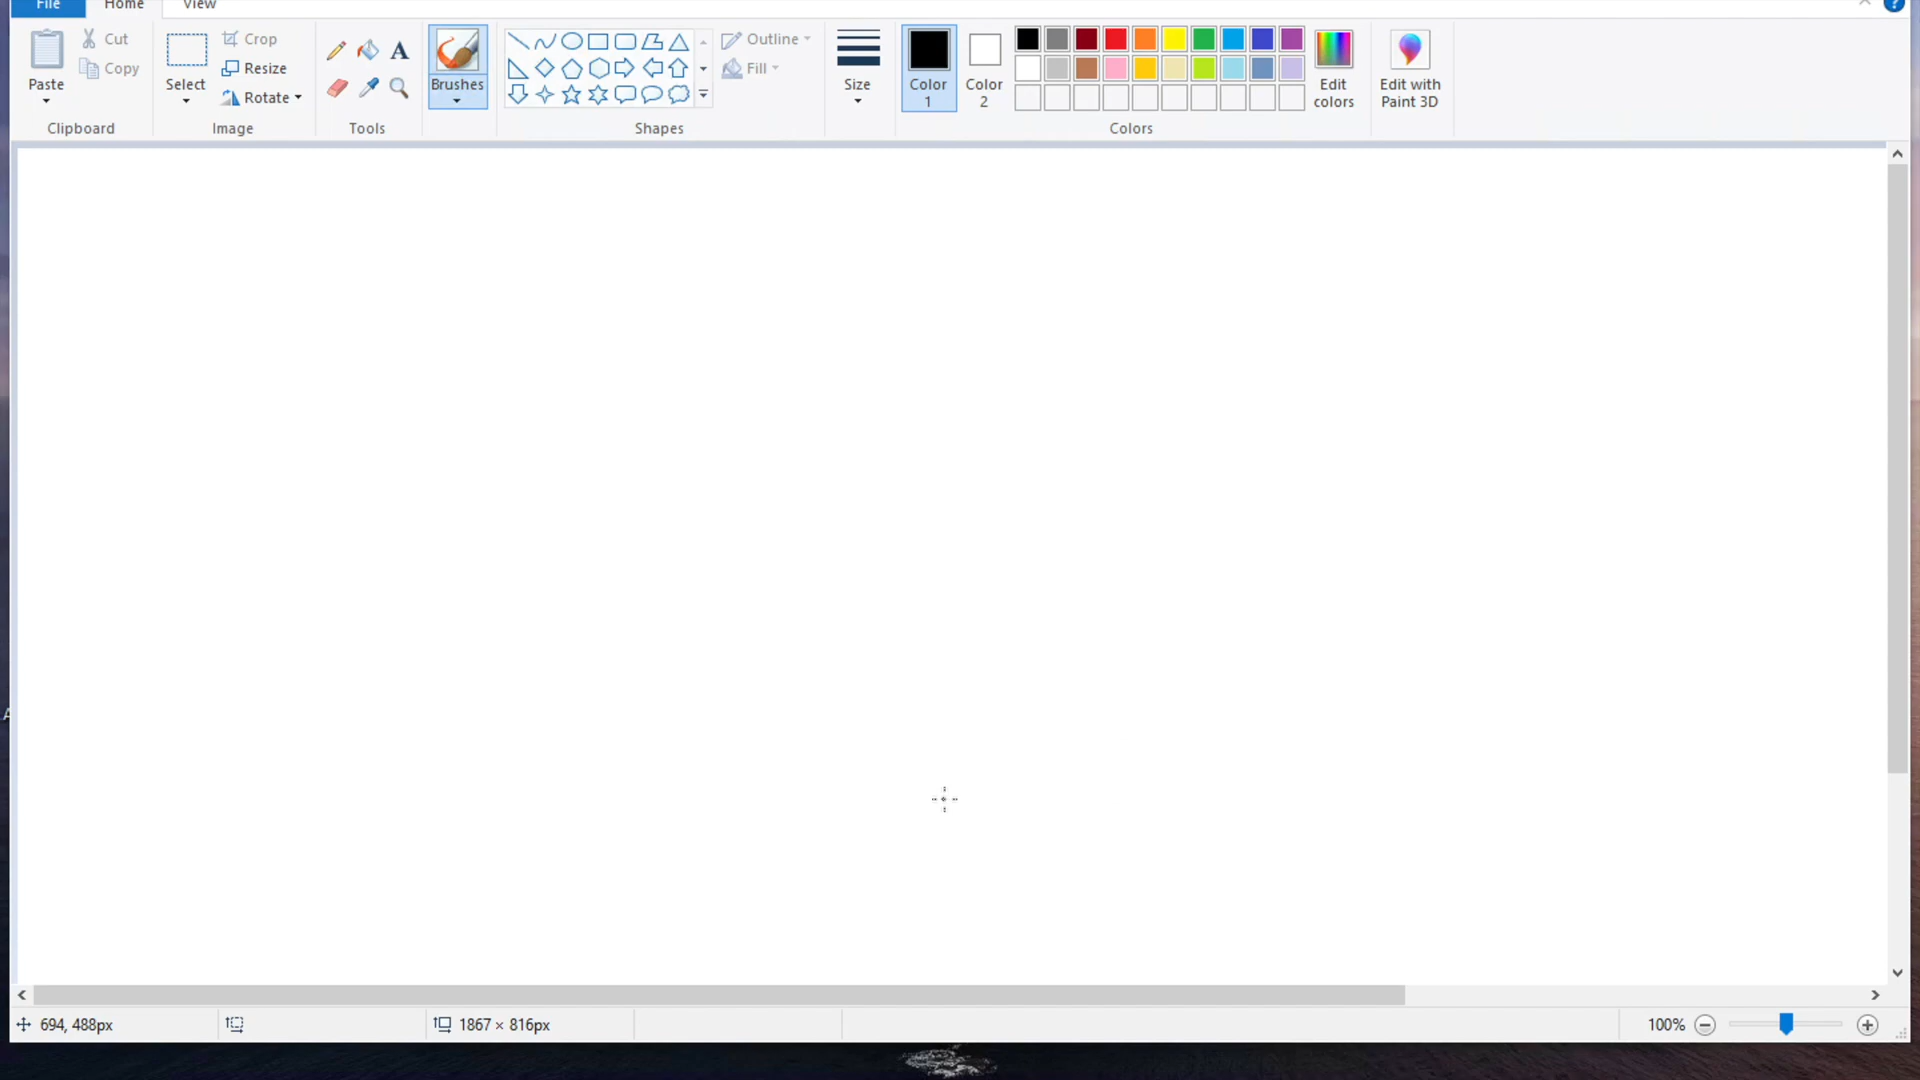 File Home View
Paste Cut Copy
Select Crop Resize Rotate
A
Brushes
Outline Fill
Size
Color 1
Color 2
Edit colors
Edit with Paint 3D
Clipboard Image Tools Shapes Colors
694, 488px 1867 × 816px 100%